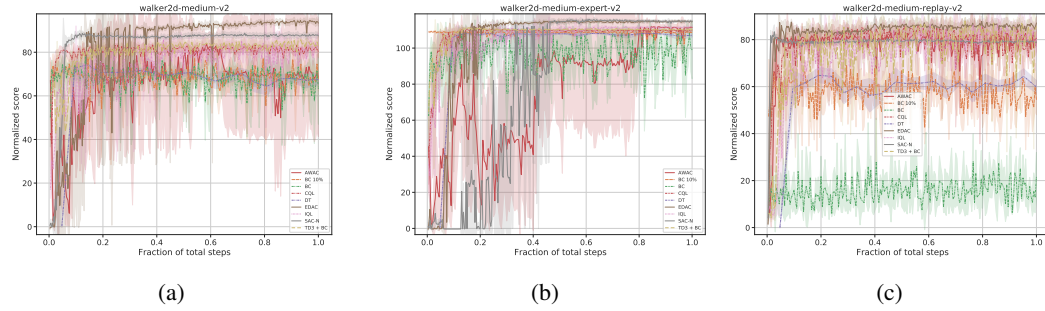 walker2d-medium-v2
Normalized score
80
60
40
20
0
0.0 0.2 0.4 0.6 0.8 1.0
Fraction of total steps
AWAC
BC 10%
BC
CQL
DT
EDAC
IQL
SAC-N
TD3 + BC
(a)
walker2d-medium-expert-v2
Normalized score
100
80
60
40
20
0
0.0 0.2 0.4 0.6 0.8 1.0
Fraction of total steps
AWAC
BC 10%
BC
CQL
DT
EDAC
IQL
SAC-N
TD3 + BC
(b)
walker2d-medium-replay-v2
Normalized score
80
60
40
20
0
0.0 0.2 0.4 0.6 0.8 1.0
Fraction of total steps
AWAC
BC 10%
BC
CQL
DT
EDAC
IQL
SAC-N
TD3 + BC
(c)